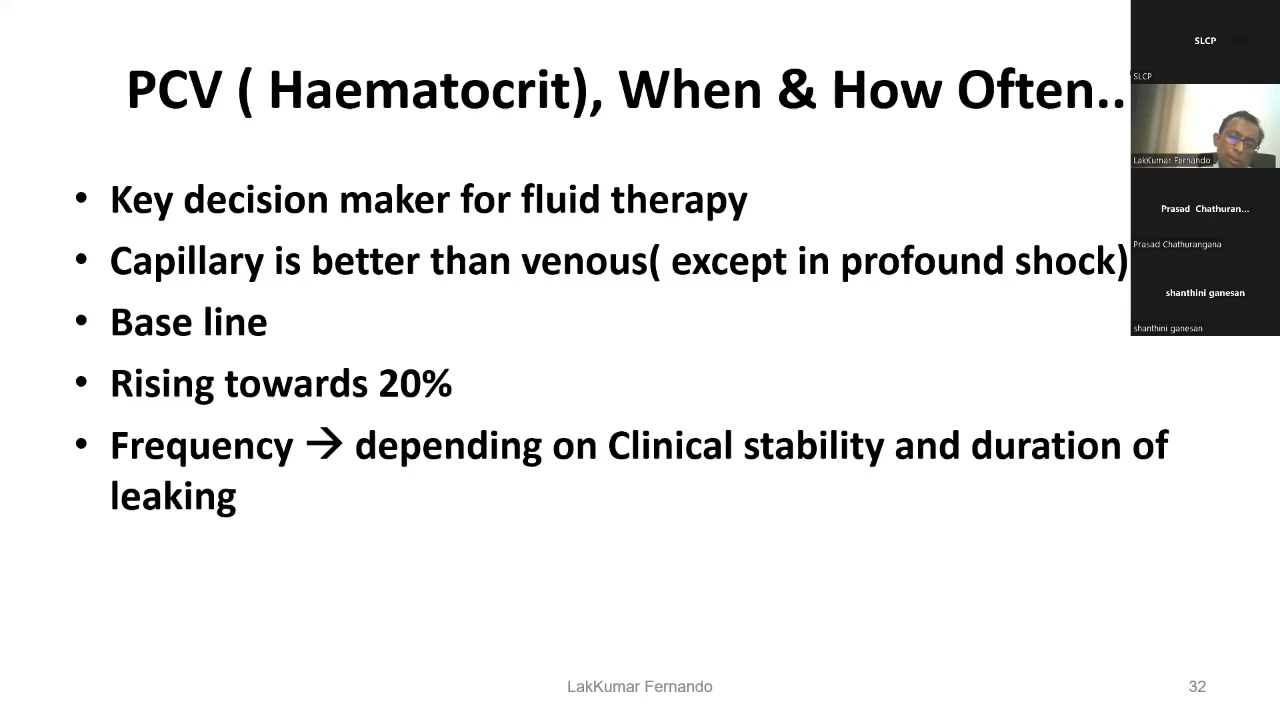 PCV ( Haematocrit), When & How Often..
• Key decision maker for fluid therapy
• Capillary is better than venous( except in profound shock)
• Base line
• Rising towards 20%
• Frequency → depending on Clinical stability and duration of
leaking
LakKumar Fernando
32
SLCP
SLCP
LakKumar Fernando
Prasad Chathuran...
Prasad Chathurangana
shanthini ganesan
shanthini ganesan